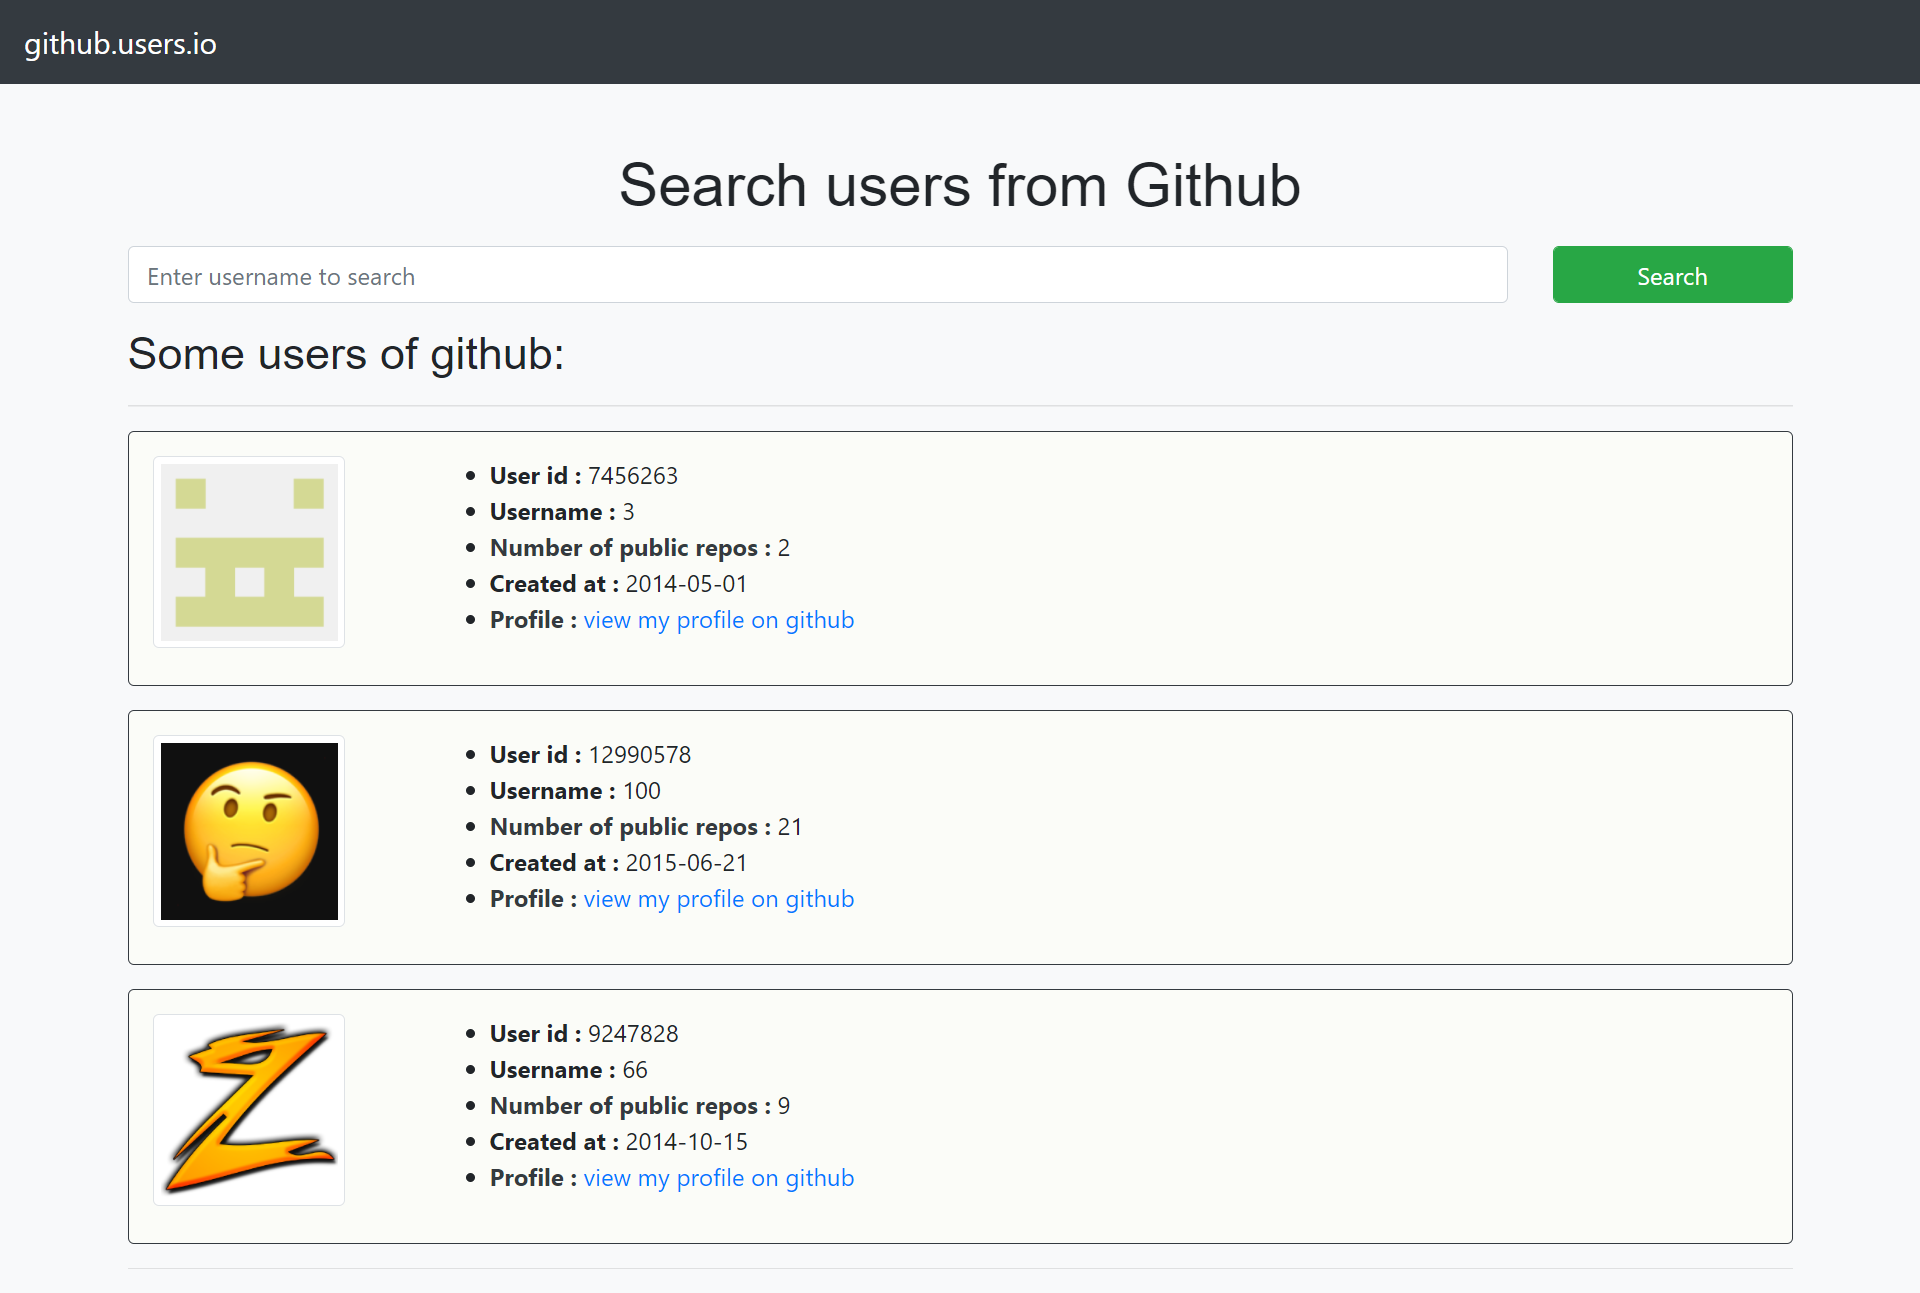 github.users.io
Search users from Github
Enter username to search
Search
Some users of github:
User id : 7456263
Username : 3
Number of public repos : 2
Created at : 2014-05-01
Profile : view my profile on github
User id : 12990578
Username : 100
Number of public repos : 21
Created at : 2015-06-21
Profile : view my profile on github
User id : 9247828
Username : 66
Number of public repos : 9
Created at : 2014-10-15
Profile : view my profile on github